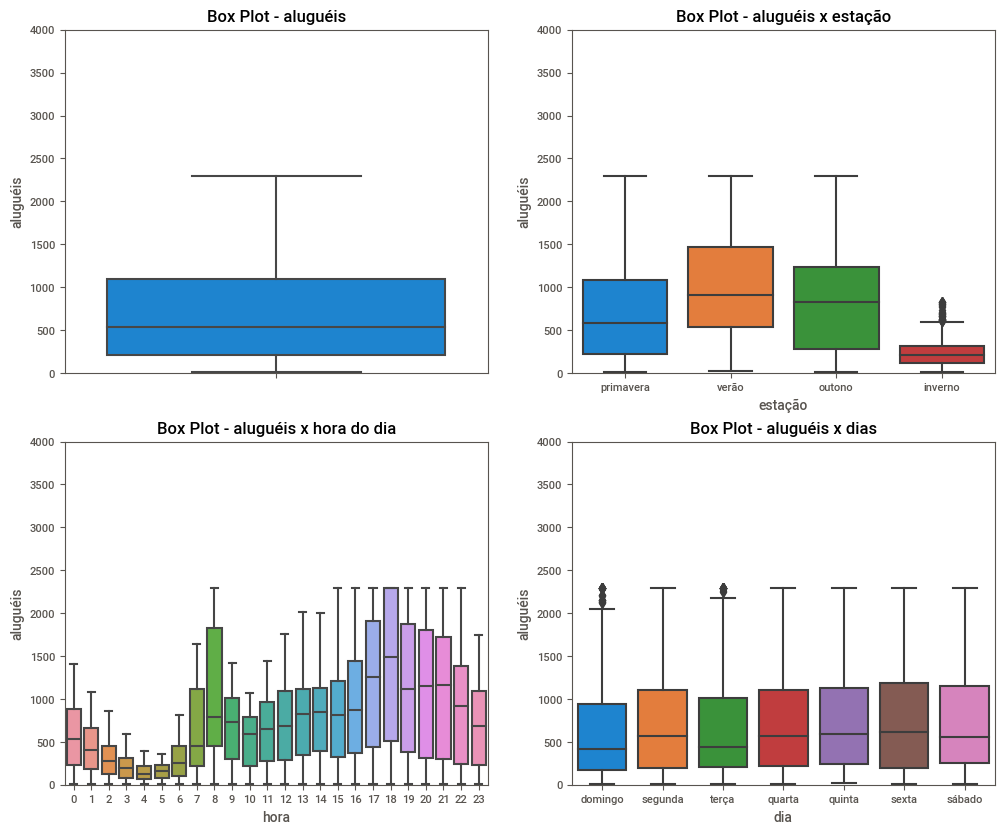 Box Plot - aluguéis
4000
3500
3000
2500
2000
1500
1000
500
0
aluguéis
Box Plot - aluguéis x estação
4000
3500
3000
2500
2000
1500
1000
500
0
aluguéis
primavera verão outono inverno
estação
Box Plot - aluguéis x hora do dia
4000
3500
3000
2500
2000
1500
1000
500
0
aluguéis
0 1 2 3 4 5 6 7 8 9 10 11 12 13 14 15 16 17 18 19 20 21 22 23
hora
Box Plot - aluguéis x dias
4000
3500
3000
2500
2000
1500
1000
500
0
aluguéis
domingo segunda terça quarta quinta sexta sábado
dia